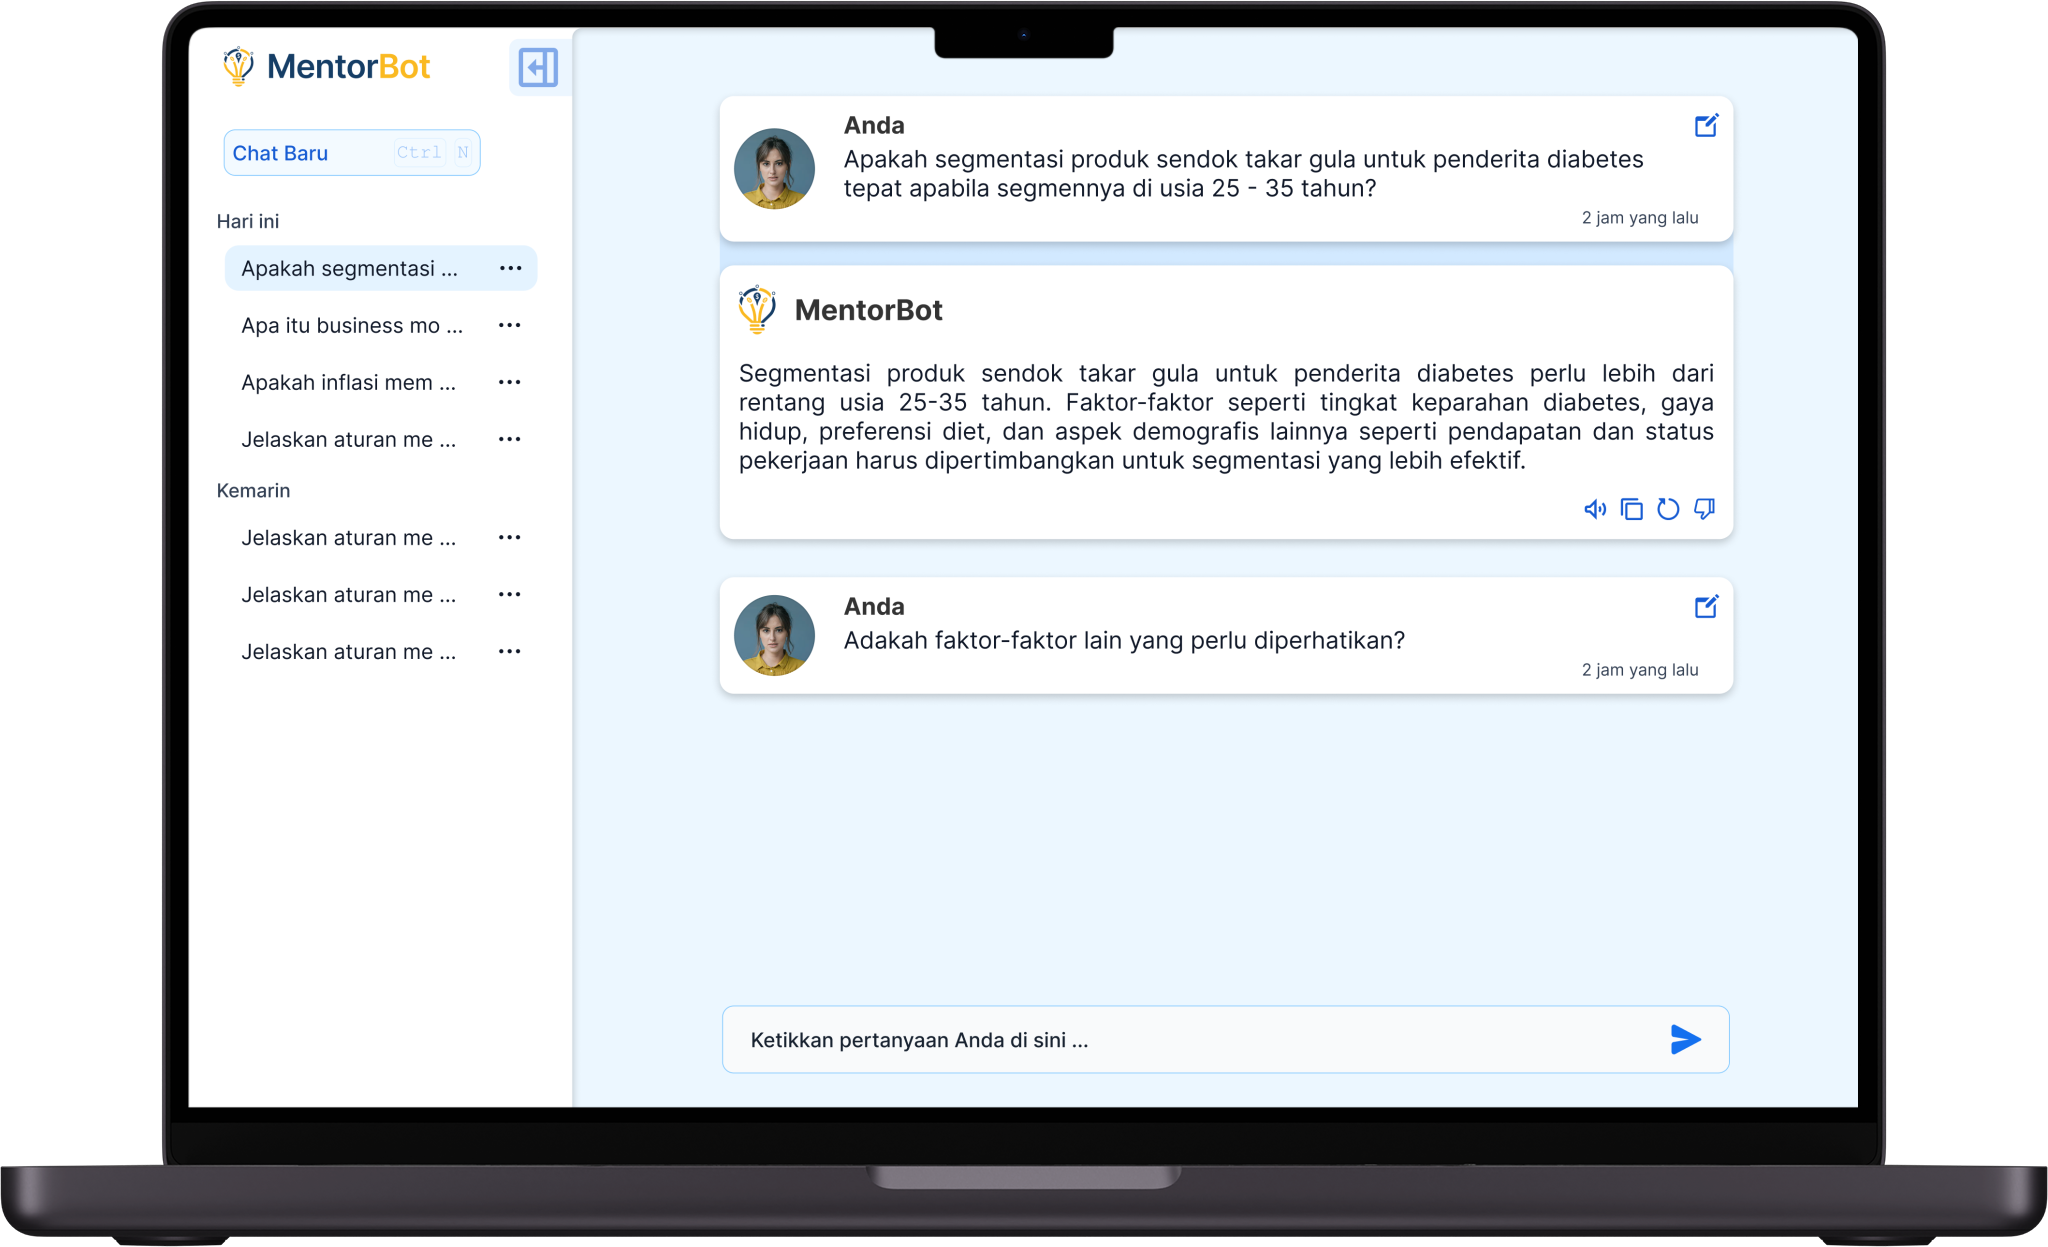 MentorBot
Chat Baru Ctrl N
Hari ini
Apakah segmentasi ...
Apa itu business mo ...
Apakah inflasi mem ...
Jelaskan aturan me ...
Kemarin
Jelaskan aturan me ...
Jelaskan aturan me ...
Jelaskan aturan me ...
Anda
Apakah segmentasi produk sendok takar gula untuk penderita diabetes
tepat apabila segmennya di usia 25 - 35 tahun?
2 jam yang lalu
MentorBot
Segmentasi produk sendok takar gula untuk penderita diabetes perlu lebih dari
rentang usia 25-35 tahun. Faktor-faktor seperti tingkat keparahan diabetes, gaya
hidup, preferensi diet, dan aspek demografis lainnya seperti pendapatan dan status
pekerjaan harus dipertimbangkan untuk segmentasi yang lebih efektif.
Anda
Adakah faktor-faktor lain yang perlu diperhatikan?
2 jam yang lalu
Ketikkan pertanyaan Anda di sini ...